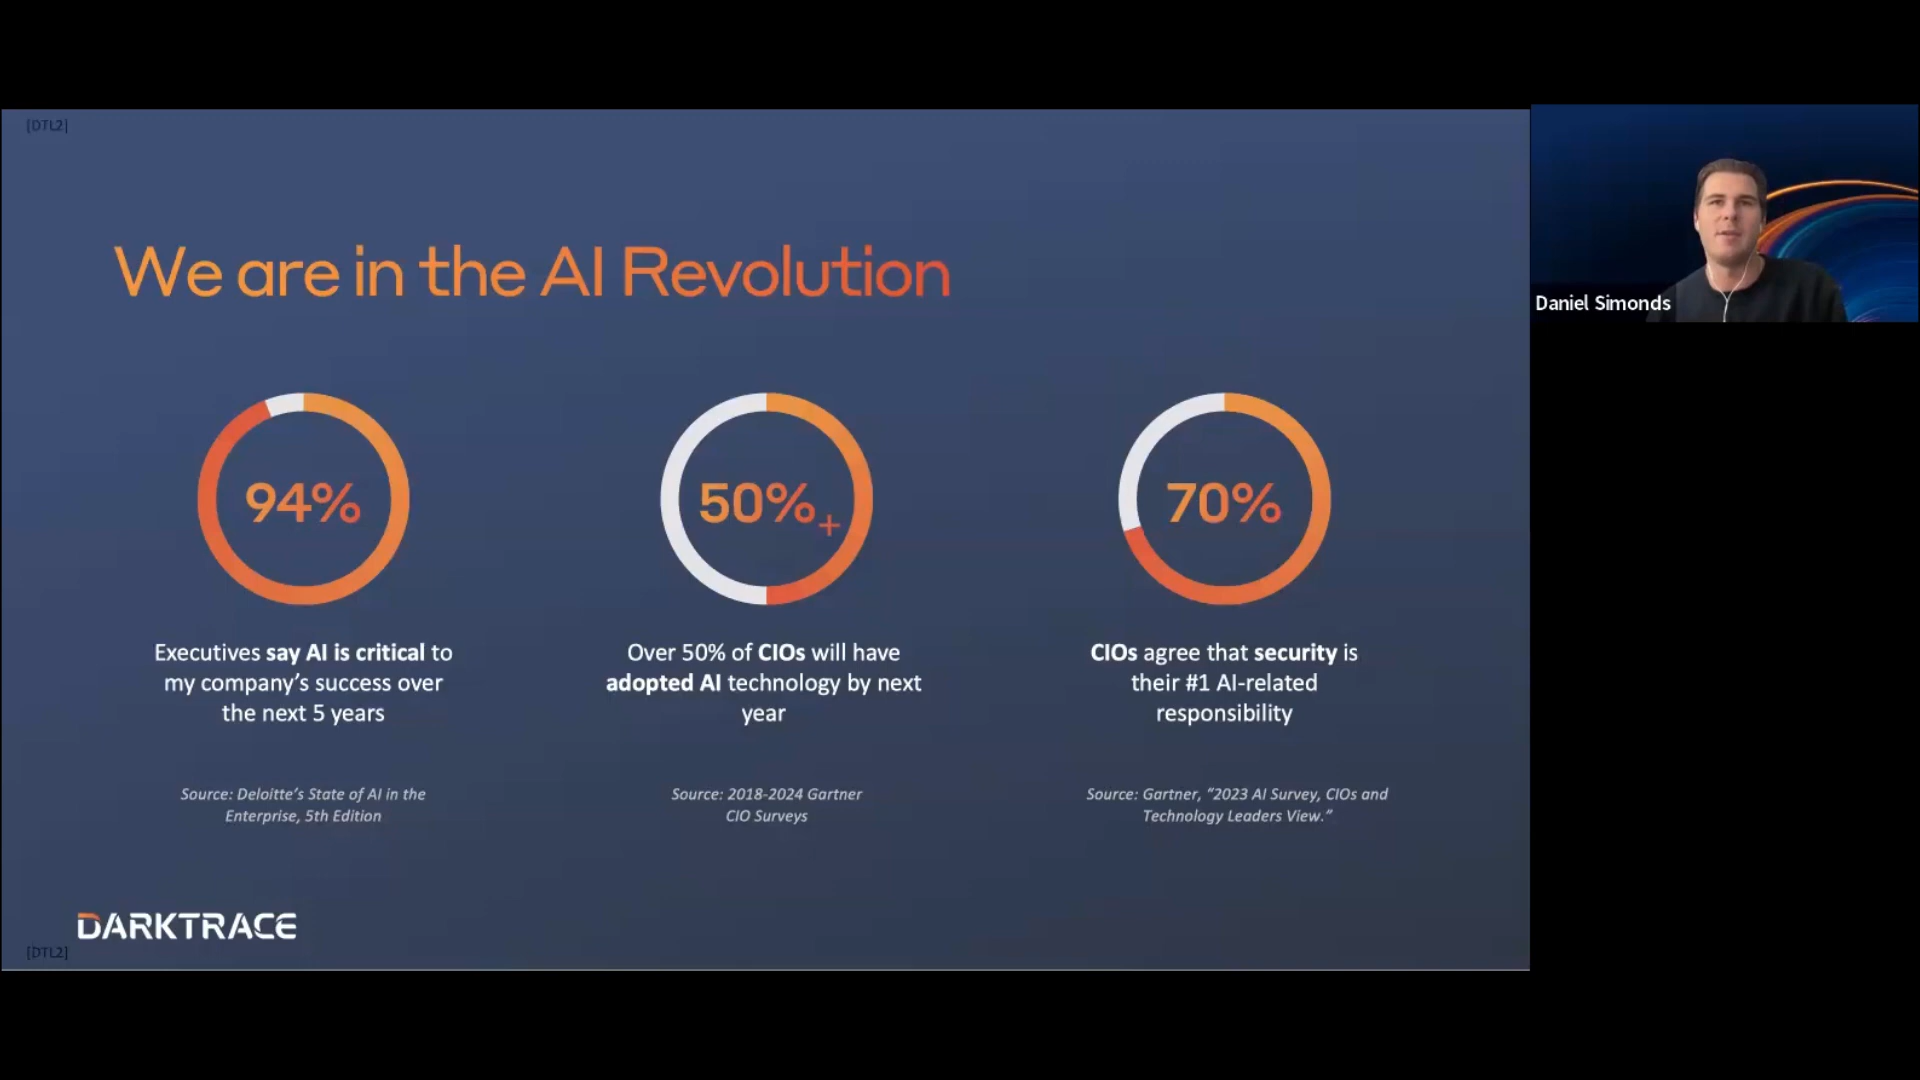 [DTL2]
We are in the AI Revolution
94%
Executives say AI is critical to
my company's success over
the next 5 years
Source: Deloitte's State of AI in the
Enterprise, 5th Edition
50%+
Over 50% of CIOs will have
adopted AI technology by next
year
Source: 2018-2024 Gartner
CIO Surveys
70%
CIOs agree that security is
their #1 AI-related
responsibility
Source: Gartner, "2023 AI Survey, CIOs and
Technology Leaders View."
DARKTRACE
[DTL2]
Daniel Simonds